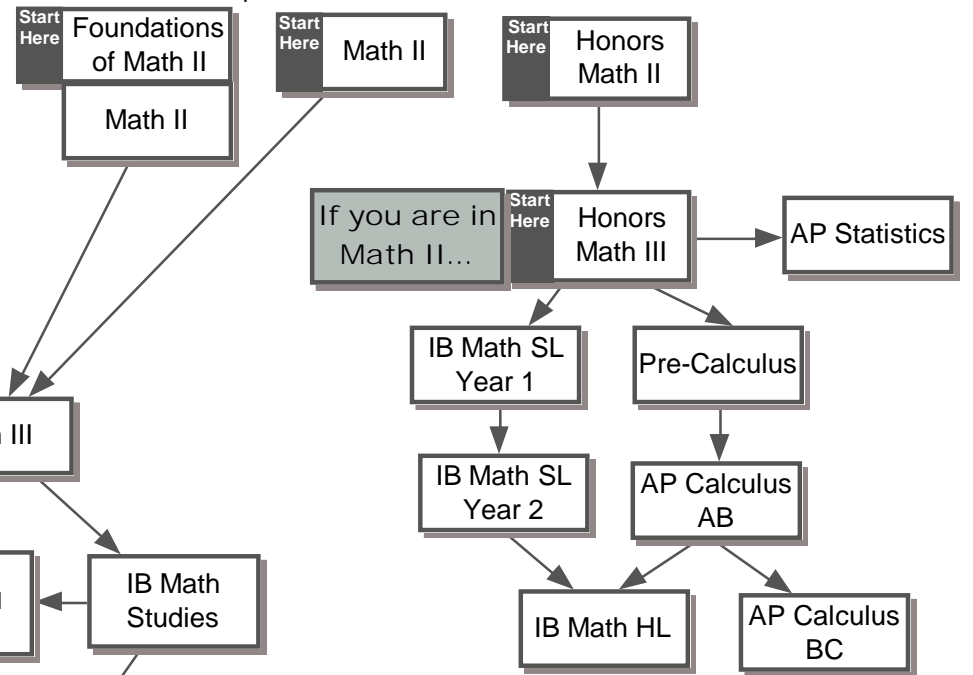 Start
Here
Foundations
of Math II
Math II
Start
Here
Math II
Start
Here
Honors
Math II
If you are in
Math II...
Start
Here
Honors
Math III
AP Statistics
IB Math SL
Year 1
Pre-Calculus
III
IB Math SL
Year 2
AP Calculus
AB
IB Math
Studies
IB Math HL
AP Calculus
BC